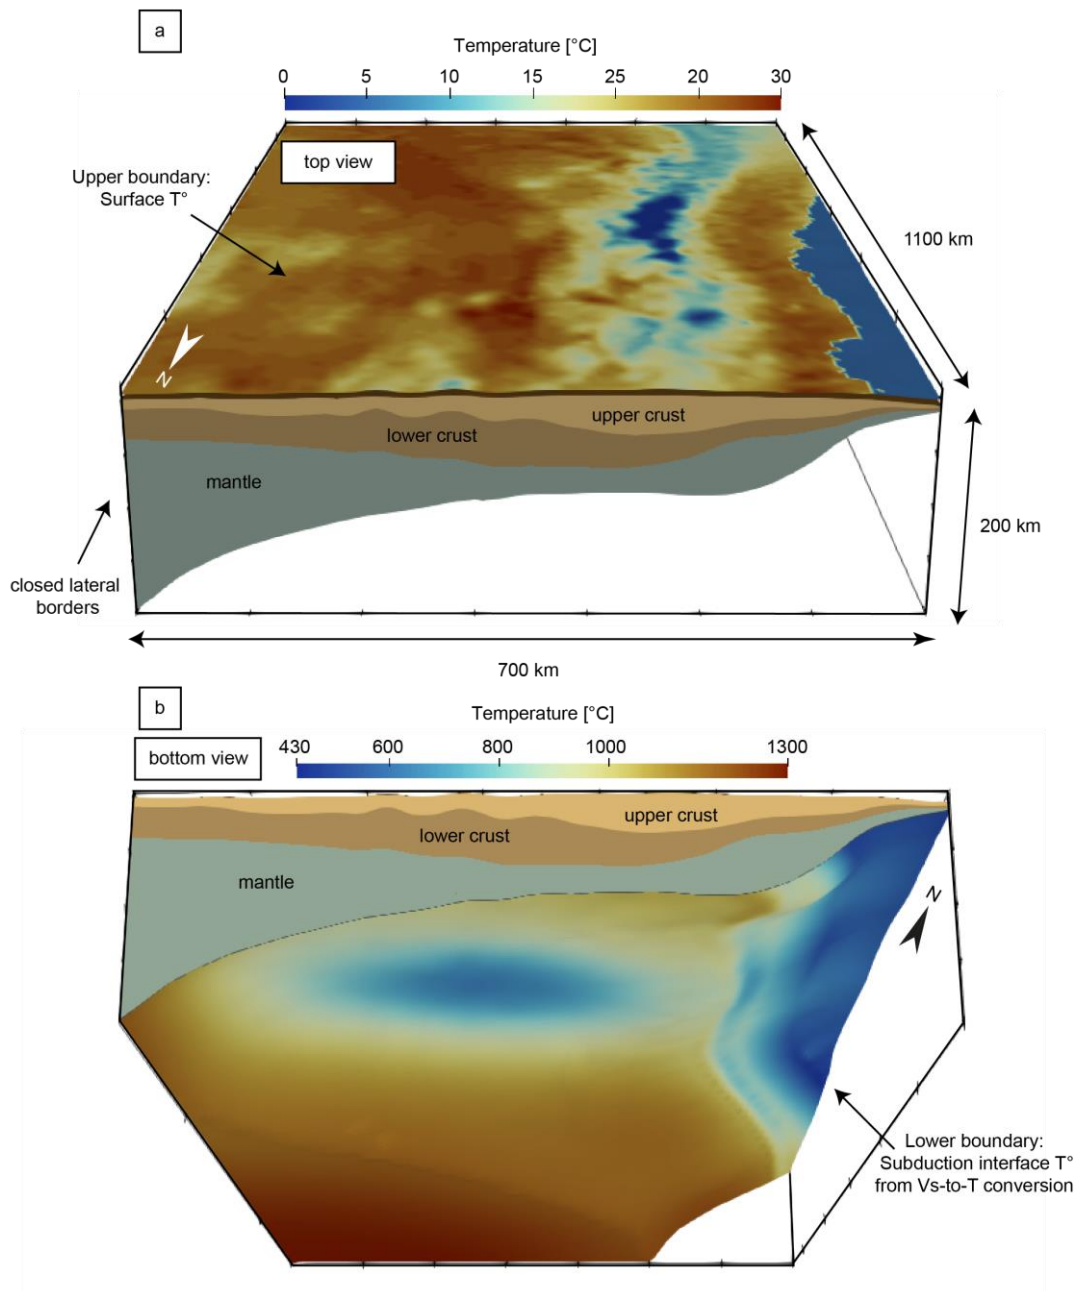 a
Temperature [°C]
0 5 10 15 25 20 30
top view
Upper boundary:
Surface T°
1100 km
N
upper crust
lower crust
mantle
200 km
closed lateral
borders
700 km
b
Temperature [°C]
bottom view
430 600 800 1000 1300
upper crust
lower crust
mantle
N
Lower boundary:
Subduction interface T°
from Vs-to-T conversion